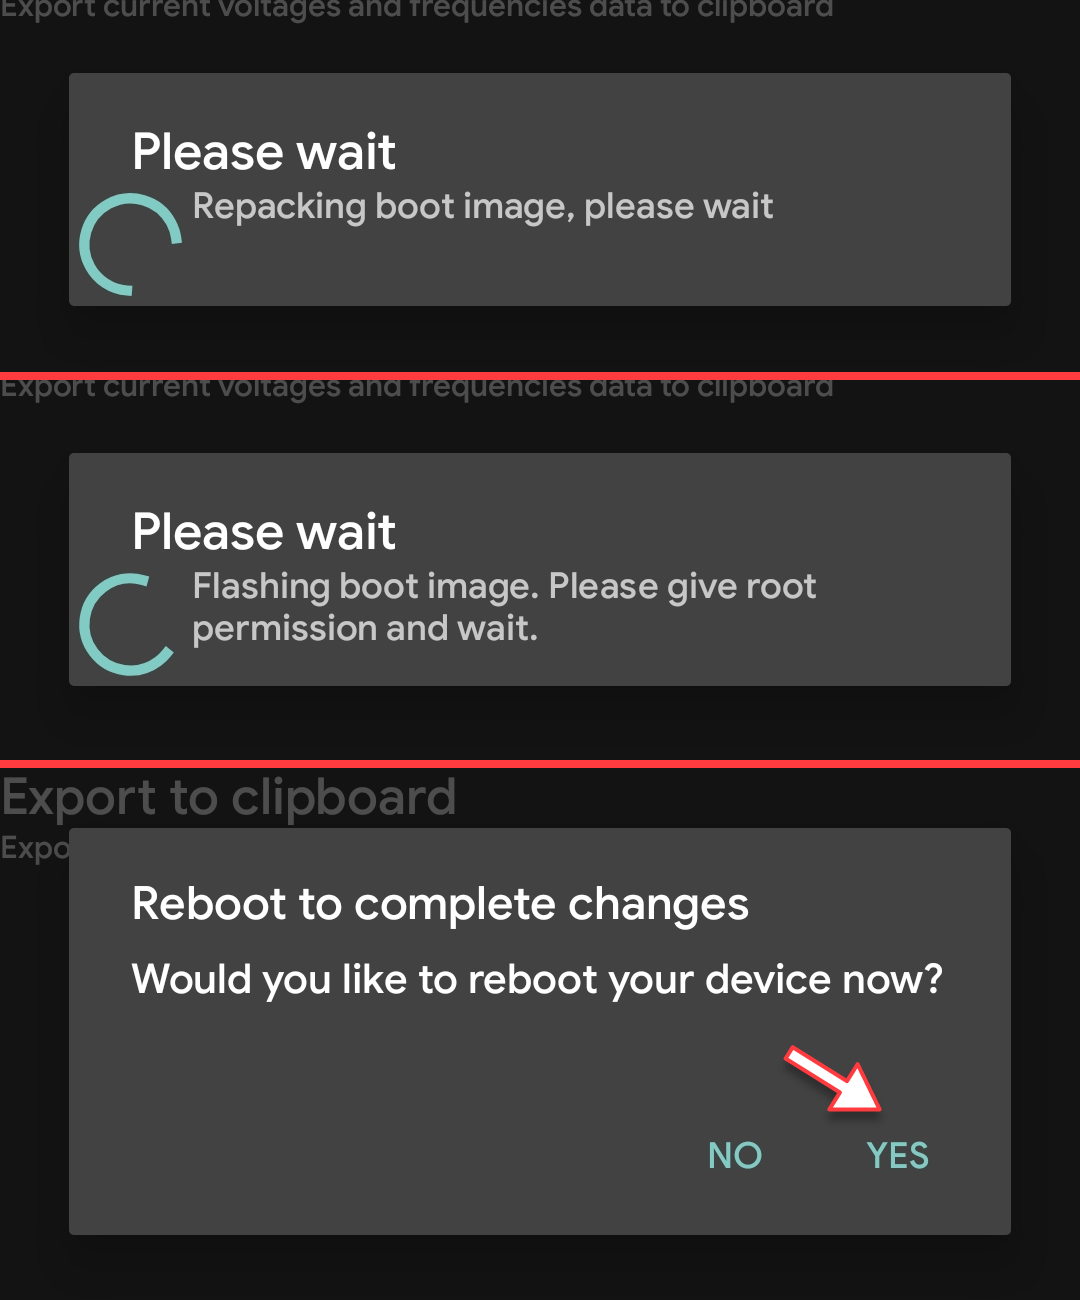 Export current voltages and frequencies data to clipboard
Please wait
Repacking boot image, please wait
Export current voltages and frequencies data to clipboard
Please wait
Flashing boot image. Please give root
permission and wait.
Export to clipboard
Expo
Reboot to complete changes
Would you like to reboot your device now?
NO YES